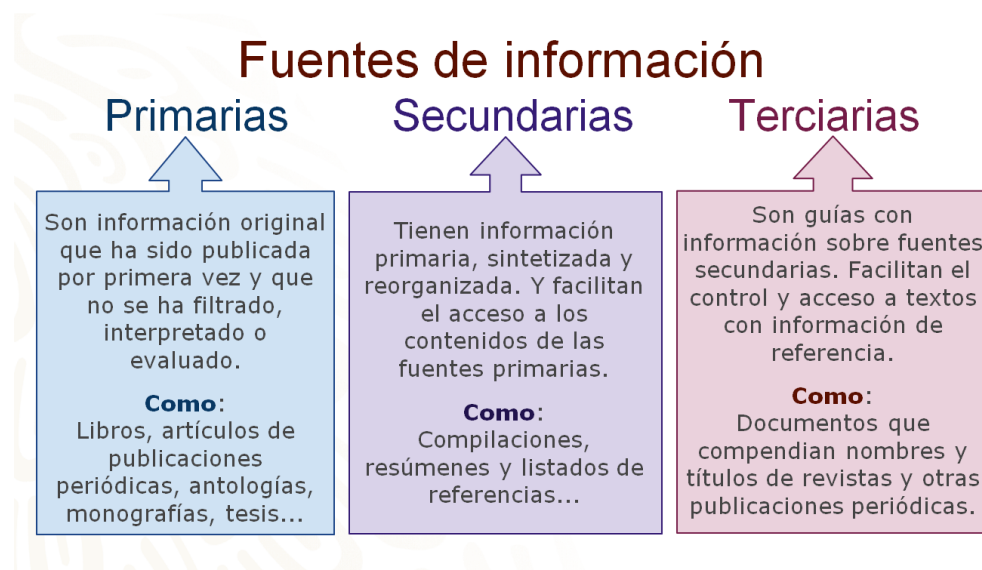 Fuentes de información
Primarias
Son información original
que ha sido publicada
por primera vez y que
no se ha filtrado,
interpretado o
evaluado.
Como:
Libros, artículos de
publicaciones
periódicas, antologías,
monografías, tesis...
Secundarias
Tienen información
primaria, sintetizada y
reorganizada. Y facilitan
el acceso a los
contenidos de las
fuentes primarias.
Como:
Compilaciones,
resúmenes y listados de
referencias...
Terciarias
Son guías con
información sobre fuentes
secundarias. Facilitan el
control y acceso a textos
con información de
referencia.
Como:
Documentos que
compendian nombres y
títulos de revistas y otras
publicaciones periódicas.